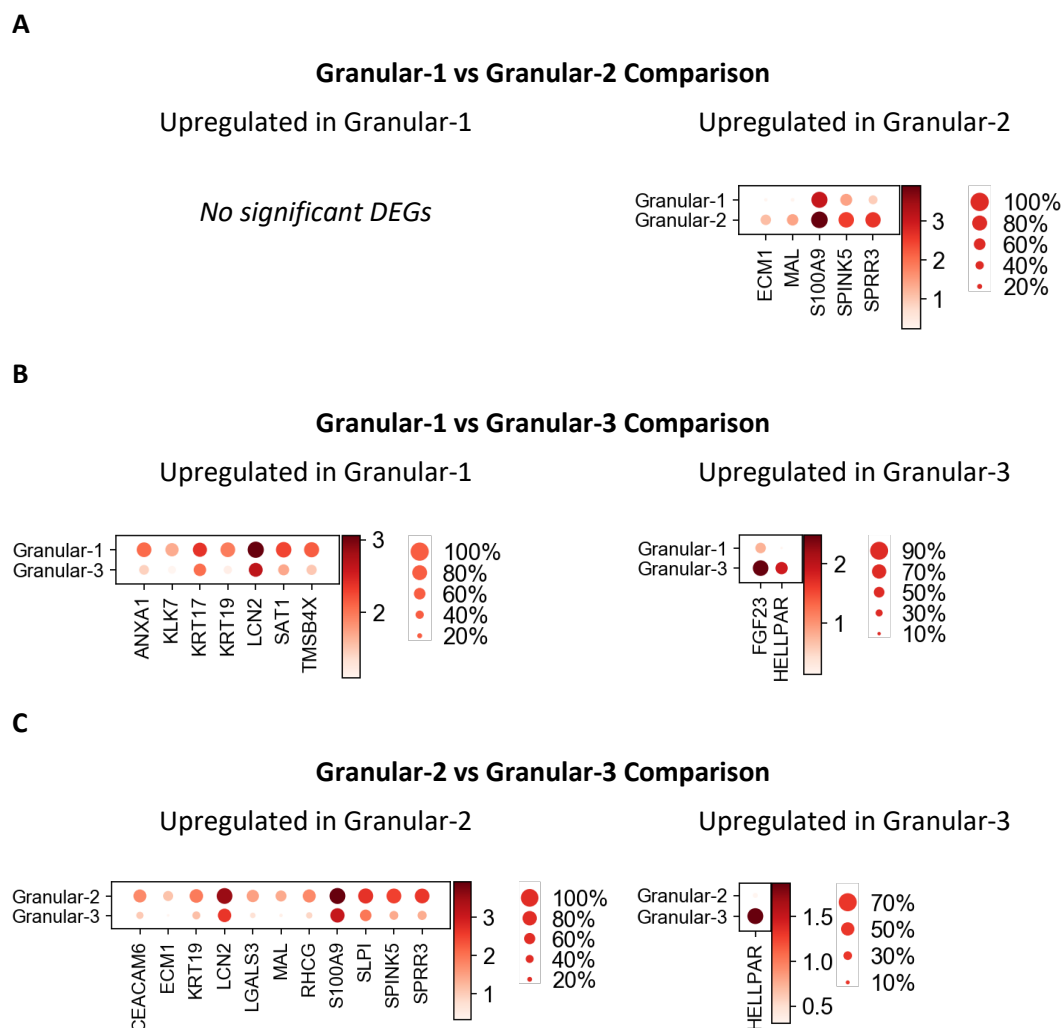 A
Granular-1 vs Granular-2 Comparison
Upregulated in Granular-1
Upregulated in Granular-2
No significant DEGs
Granular-1
Granular-2
ECM1
MAL
S100A9
SPINK5
SPRR3
3
2
1
100%
80%
60%
40%
20%
B
Granular-1 vs Granular-3 Comparison
Upregulated in Granular-1
Upregulated in Granular-3
Granular-1
Granular-3
ANXA1
KLK7
KRT17
KRT19
LCN2
SAT1
TMSB4X
3
2
100%
80%
60%
40%
20%
Granular-1
Granular-3
FGF23
HELLPAR
2
1
90%
70%
50%
30%
10%
C
Granular-2 vs Granular-3 Comparison
Upregulated in Granular-2
Upregulated in Granular-3
Granular-2
Granular-3
CEACAM6
ECM1
KRT19
LCN2
LGALS3
MAL
RHCG
S100A9
SLPI
SPINK5
SPRR3
3
2
1
100%
80%
60%
40%
20%
Granular-2
Granular-3
HELLPAR
1.5
1.0
0.5
70%
50%
30%
10%